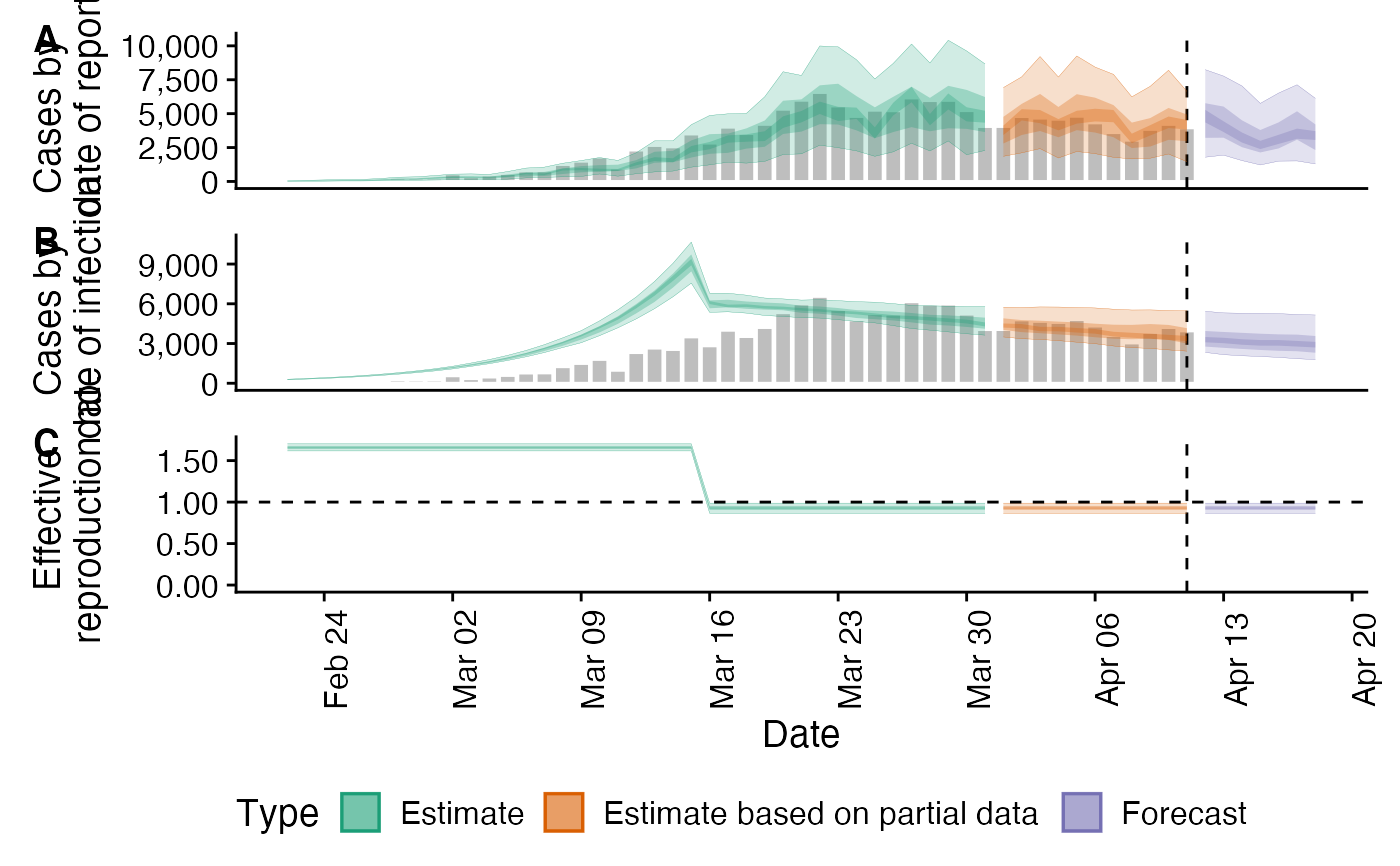 A
Cases by
date of report
10,000
7,500
5,000
2,500
0
B
Cases by
date of infection
9,000
6,000
3,000
0
C
Effective
reproduction no.
1.50
1.00
0.50
0.00
Feb 24
Mar 02
Mar 09
Mar 16
Mar 23
Mar 30
Apr 06
Apr 13
Apr 20
Date
Type Estimate Estimate based on partial data Forecast